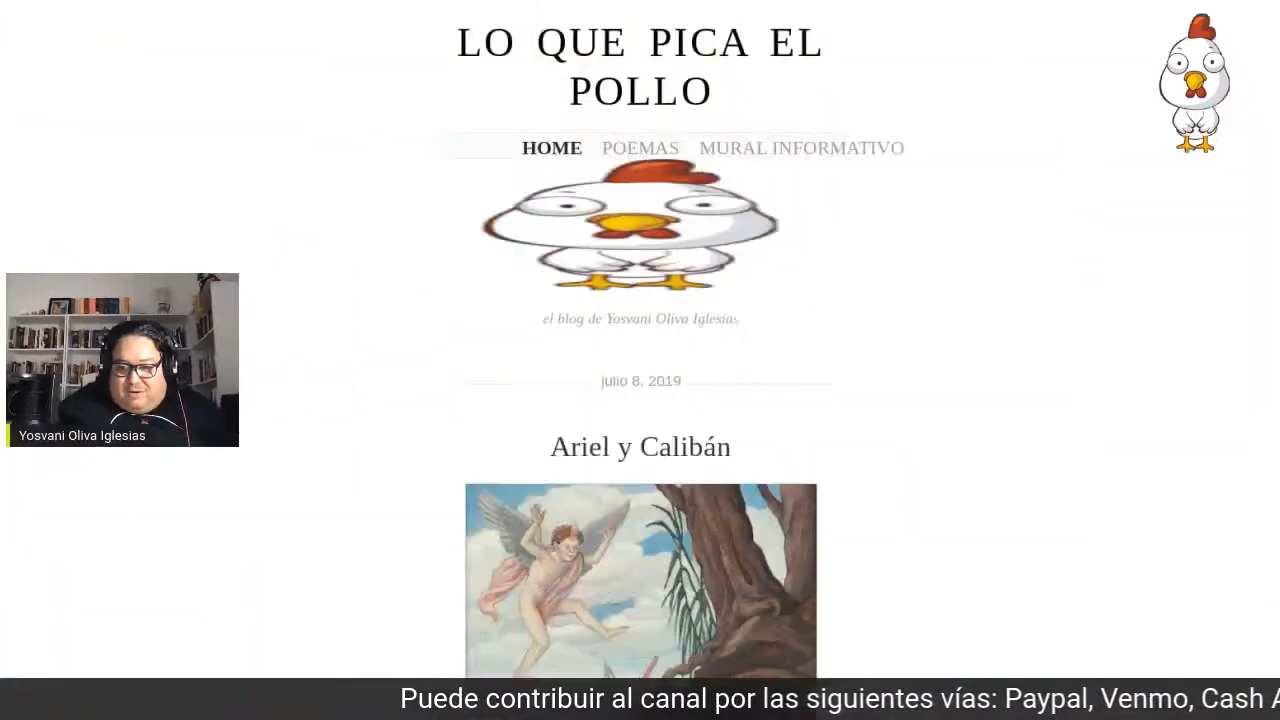 LO QUE PICA EL
POLLO
HOME POEMAS MURAL INFORMATIVO
el blog de Yosvani Oliva Iglesias
julio 8, 2019
Yosvani Oliva Iglesias
Ariel y Calibán
Puede contribuir al canal por las siguientes vías: Paypal, Venmo, Cash A